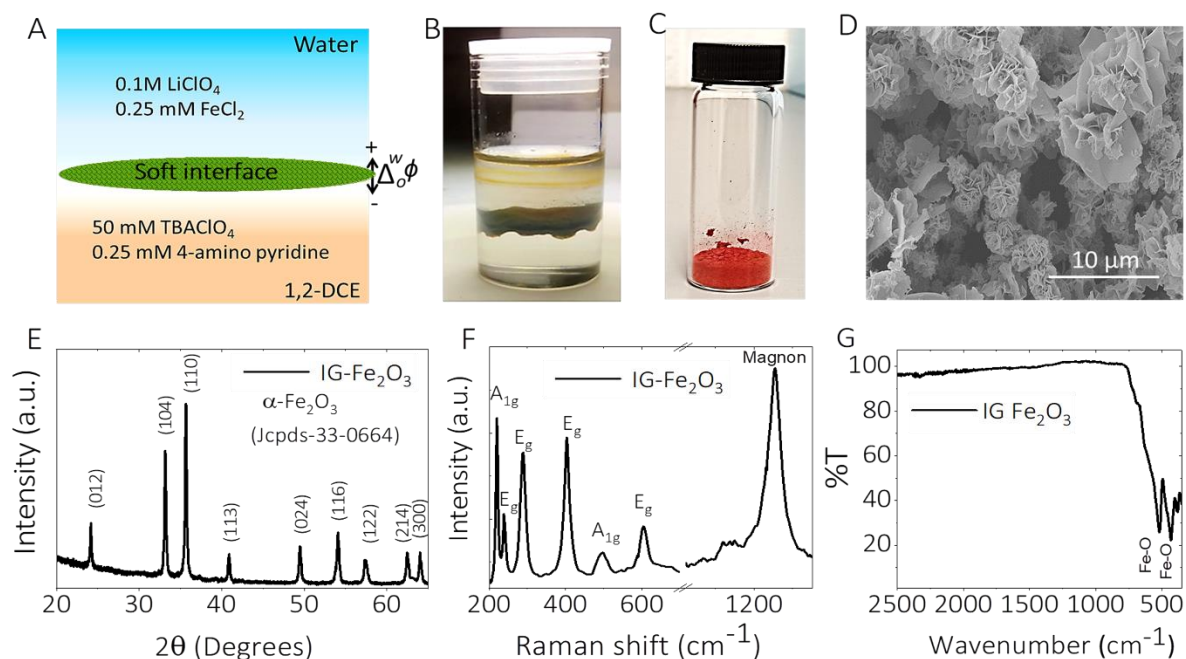 A
Water
0.1M LiClO₄
0.25 mM FeCl₂
Soft interface
+
Δᵒʷϕ
-
50 mM TBAClO₄
0.25 mM 4-amino pyridine
1,2-DCE
B
C
D
10 µm
E
IG-Fe₂O₃
α-Fe₂O₃
(Jcpds-33-0664)
(012)
(104)
(110)
(113)
(024)
(116)
(122)
(214)
(300)
Intensity (a.u.)
20 30 40 50 60
2θ (Degrees)
F
IG-Fe₂O₃
Magnon
A₁g
Eg
Eg
Eg
A₁g
Eg
Intensity (a.u.)
200 400 600 1200
Raman shift (cm⁻¹)
G
IG Fe₂O₃
100
80
60
40
20
%T
Fe-O
Fe-O
2500 2000 1500 1000 500
Wavenumber (cm⁻¹)